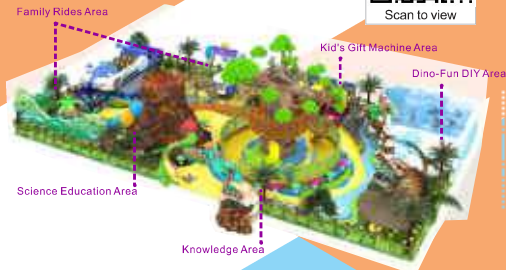 Family Rides Area
Scan to view
Kid's Gift Machine Area
Dino-Fun DIY Area
Science Education Area
Knowledge Area